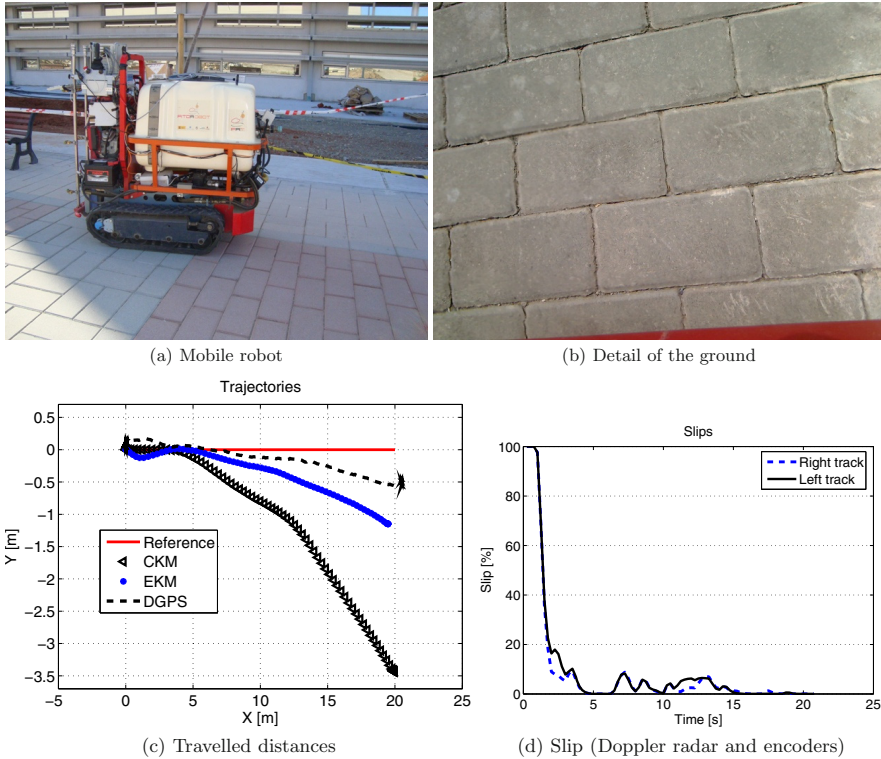 (a) Mobile robot
(b) Detail of the ground
Trajectories
0.5
0
−0.5
−1
−1.5
−2
−2.5
−3
−3.5
Y [m]
Reference
CKM
EKM
DGPS
−5
0
5
10
15
20
25
X [m]
(c) Travelled distances
Slips
100
80
60
40
20
0
Slip [%]
Right track
Left track
0
5
10
15
20
25
Time [s]
(d) Slip (Doppler radar and encoders)